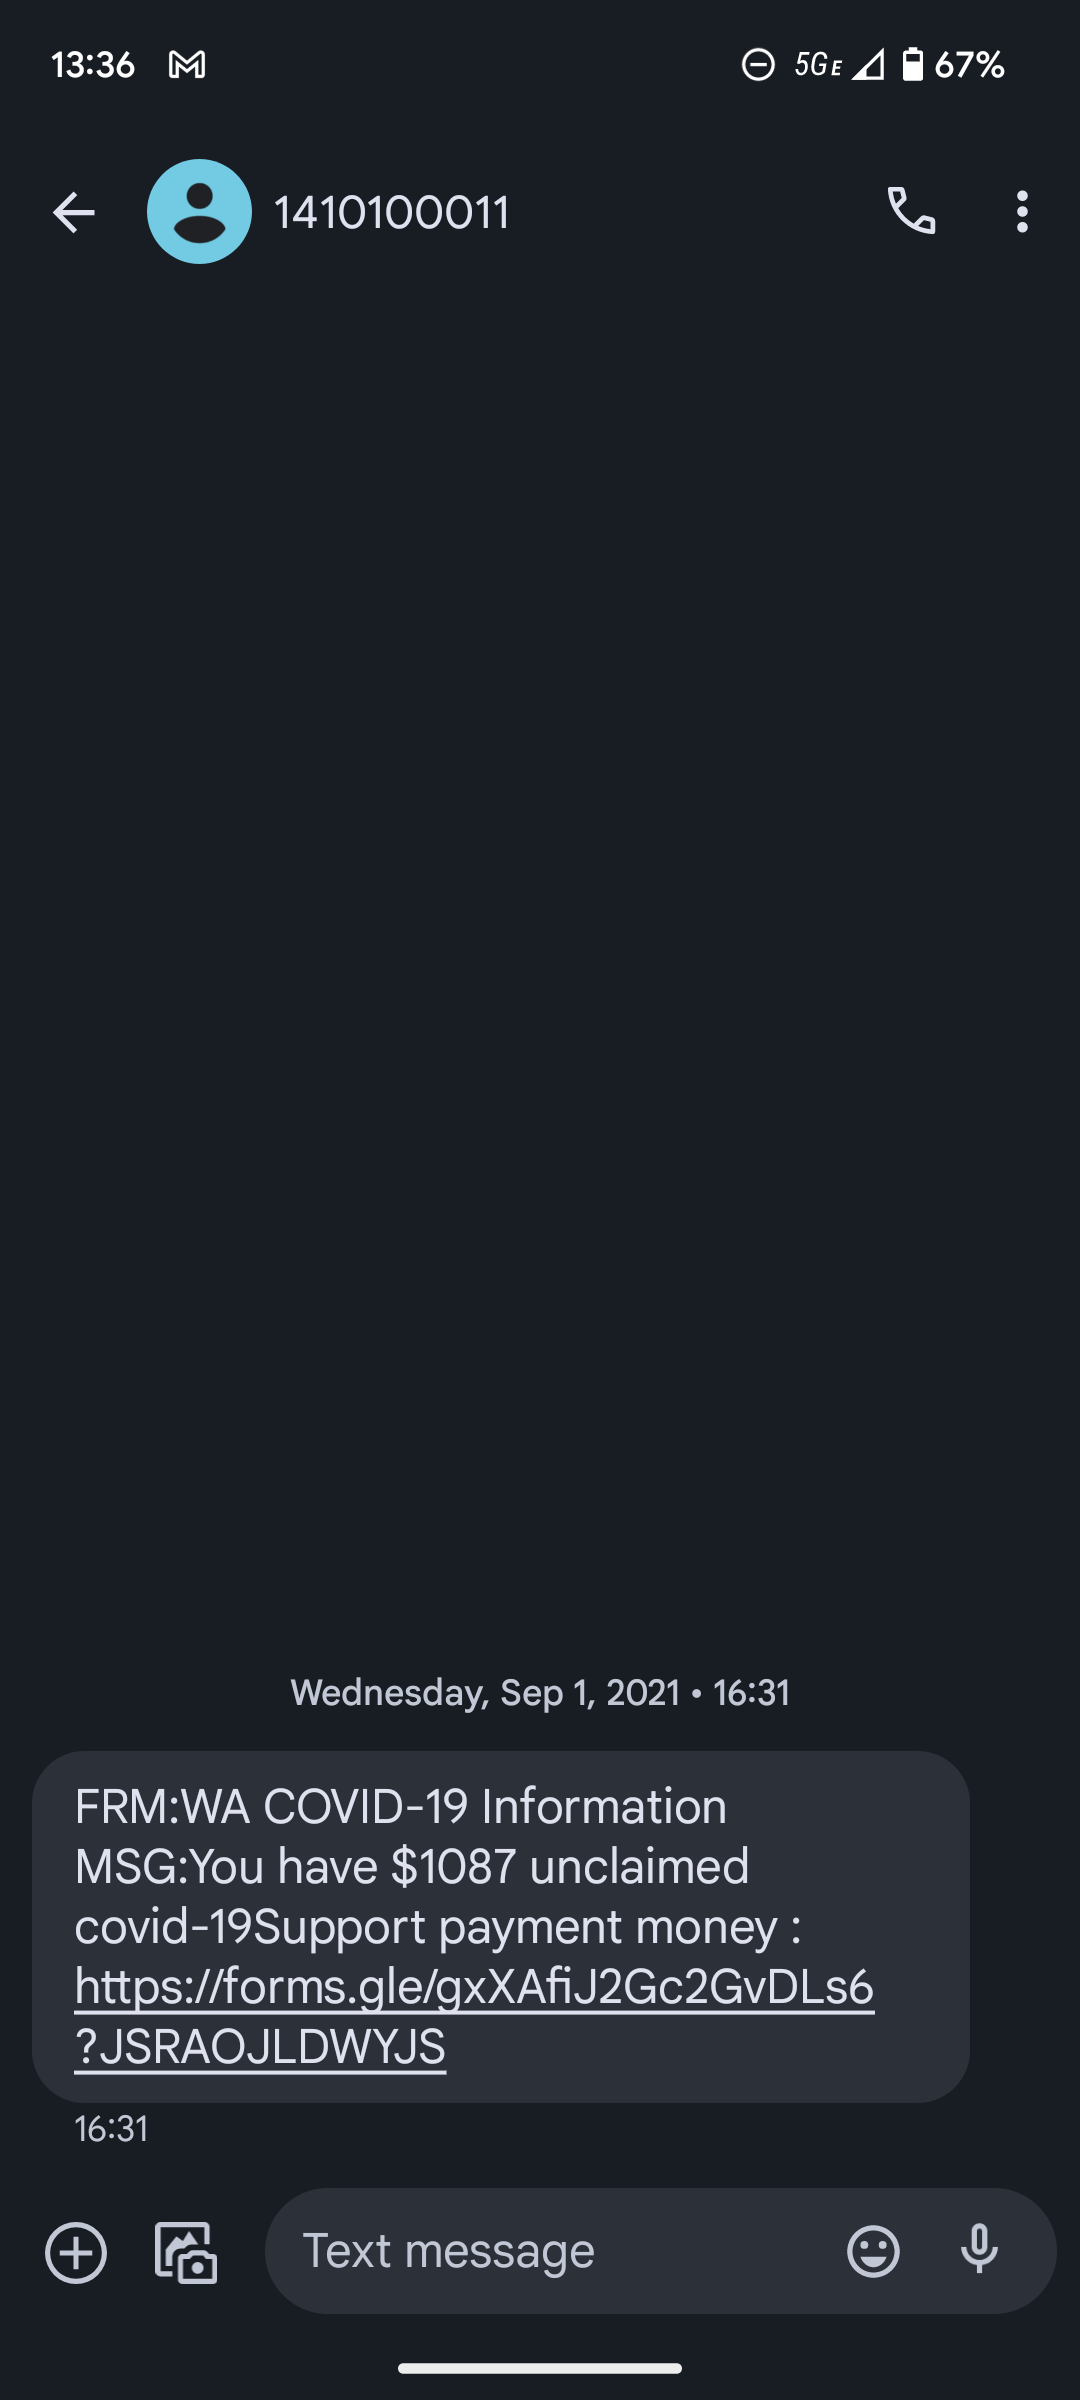 13:36
5GE 67%
1410100011
Wednesday, Sep 1, 2021 • 16:31
FRM:WA COVID-19 Information
MSG:You have $1087 unclaimed
covid-19Support payment money :
https://forms.gle/gxXAfiJ2Gc2GvDLs6
?JSRAOJLDWYJS
16:31
Text message